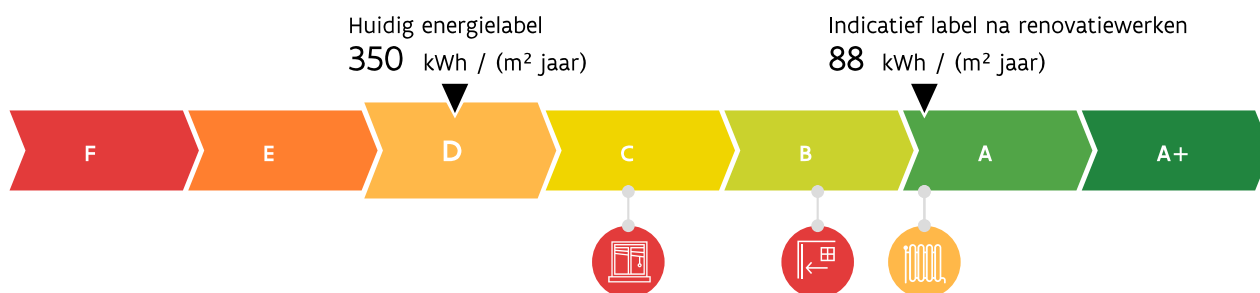 Huidig energielabel
350 kWh / (m² jaar)
Indicatief label na renovatiewerken
88 kWh / (m² jaar)
F E D C B A A+